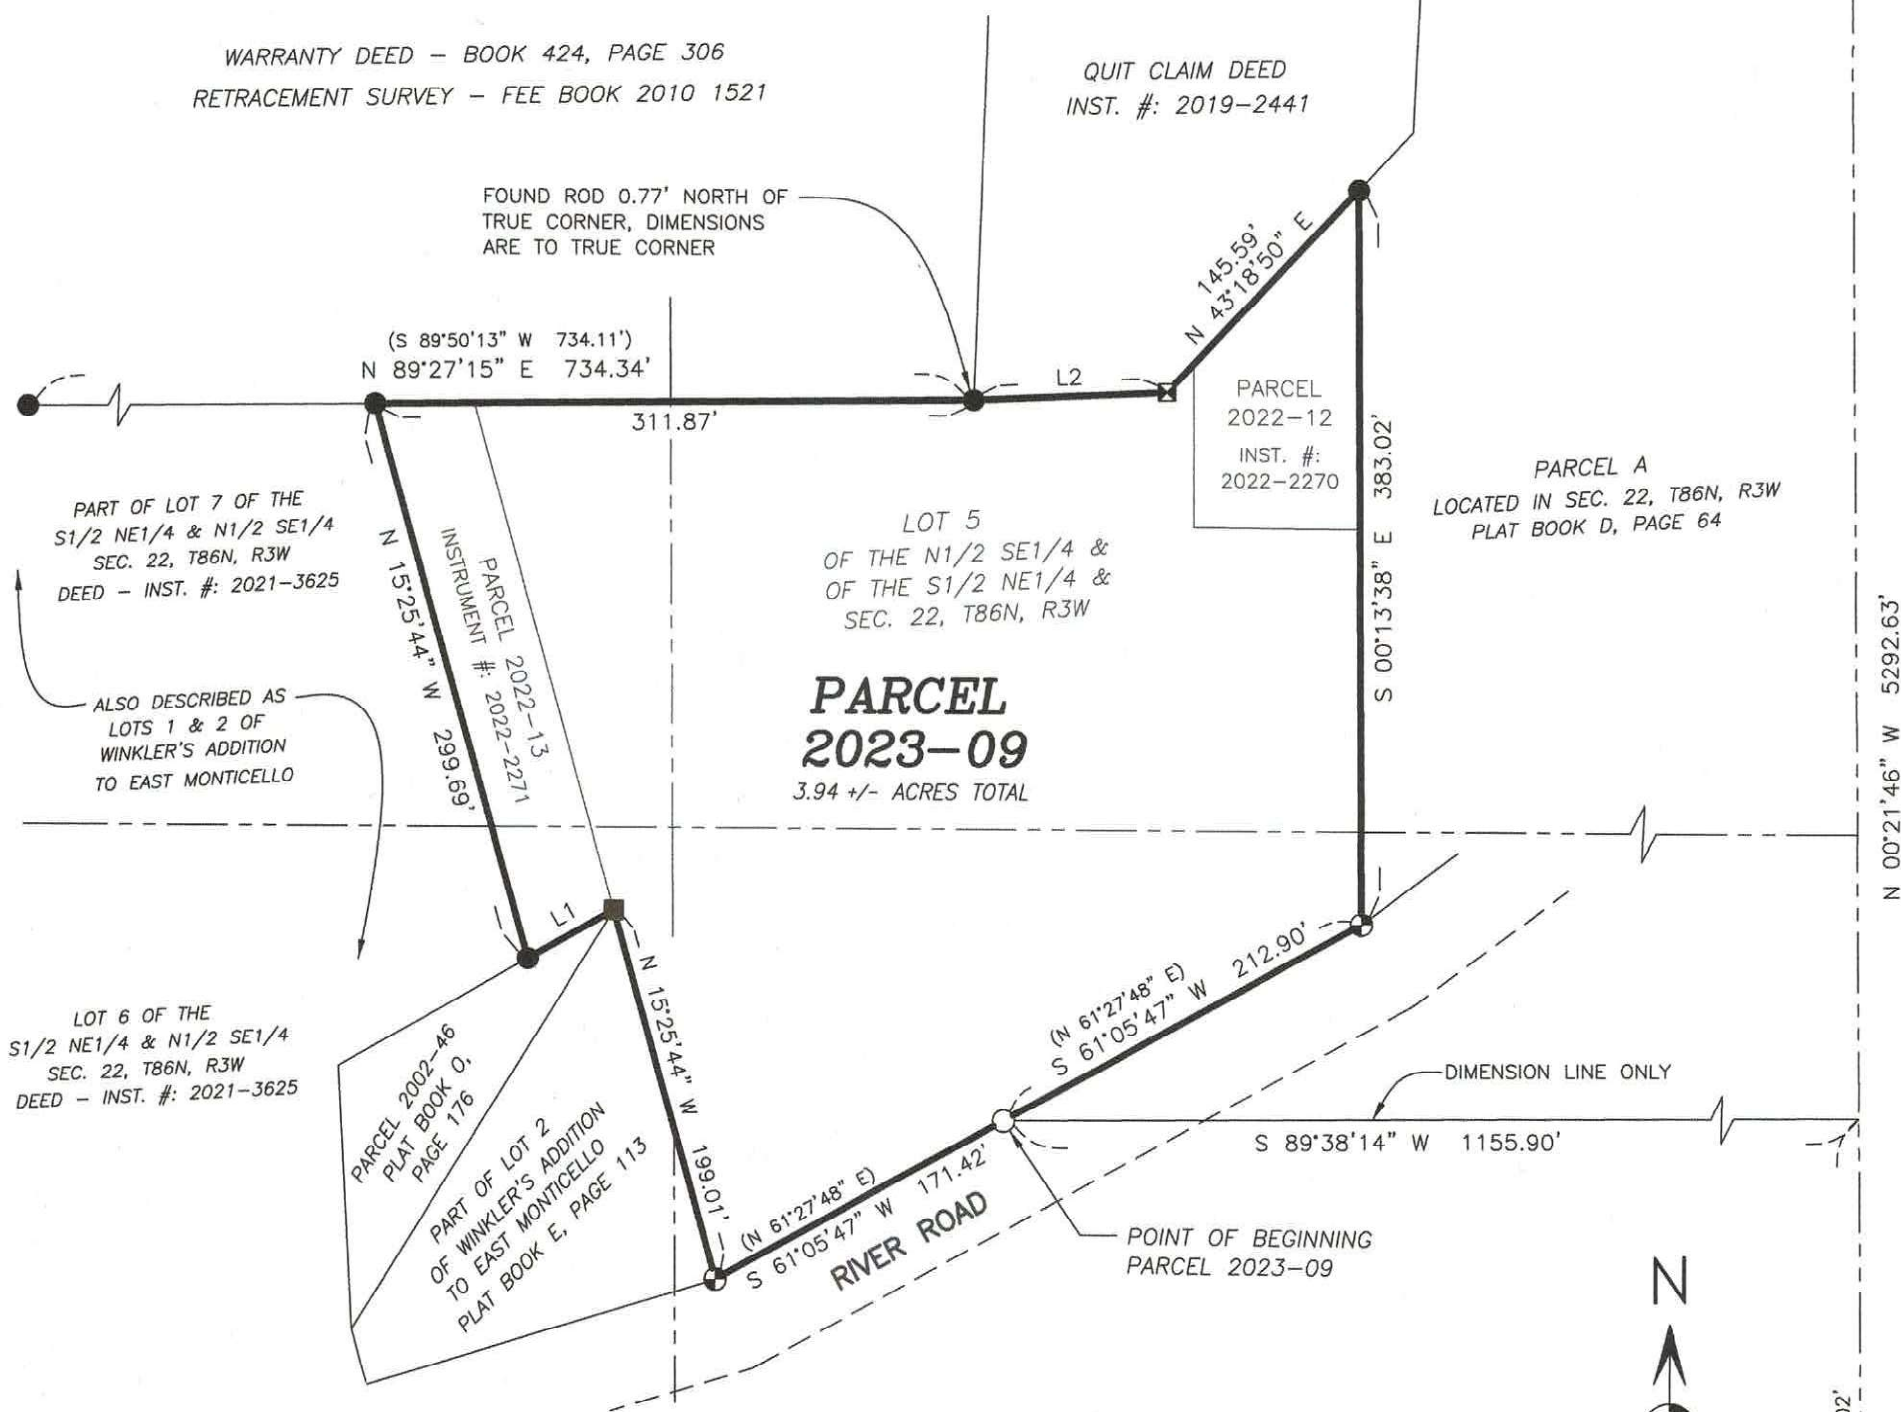 WARRANTY DEED – BOOK 424, PAGE 306
RETRACEMENT SURVEY – FEE BOOK 2010 1521
QUIT CLAIM DEED
INST. #: 2019–2441
FOUND ROD 0.77' NORTH OF
TRUE CORNER, DIMENSIONS
ARE TO TRUE CORNER
145.59'
N 43°18'50" E
(S 89°50'13" W 734.11')
N 89°27'15" E 734.34'
311.87'
L2
PARCEL
2022–12
INST. #:
2022–2270
S 00°13'38" E 383.02'
PARCEL A
LOCATED IN SEC. 22, T86N, R3W
PLAT BOOK D, PAGE 64
PART OF LOT 7 OF THE
S1/2 NE1/4 & N1/2 SE1/4
SEC. 22, T86N, R3W
DEED – INST. #: 2021–3625
N 15°25'44" W 299.69'
PARCEL 2022–13
INSTRUMENT #: 2022–2271
LOT 5
OF THE N1/2 SE1/4 &
OF THE S1/2 NE1/4 &
SEC. 22, T86N, R3W
PARCEL
2023–09
3.94 +/– ACRES TOTAL
ALSO DESCRIBED AS
LOTS 1 & 2 OF
WINKLER'S ADDITION
TO EAST MONTICELLO
N 00°21'46" W 5292.63'
L1
N 15°25'44" W 199.01'
(N 61°27'48" E)
S 61°05'47" W 212.90'
LOT 6 OF THE
S1/2 NE1/4 & N1/2 SE1/4
SEC. 22, T86N, R3W
DEED – INST. #: 2021–3625
PARCEL 2002–46
PLAT BOOK O,
PAGE 176
PART OF LOT 2
OF WINKLER'S ADDITION
TO EAST MONTICELLO
PLAT BOOK E, PAGE 113
DIMENSION LINE ONLY
S 89°38'14" W 1155.90'
(N 61°27'48" E)
S 61°05'47" W 171.42'
RIVER ROAD
POINT OF BEGINNING
PARCEL 2023–09
N